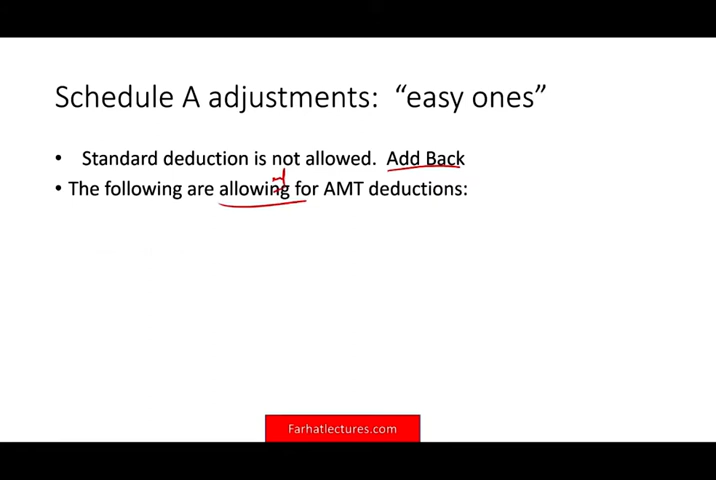 Schedule A adjustments: “easy ones”
• Standard deduction is not allowed. Add Back
• The following are allowing for AMT deductions:
Farhatlectures.com